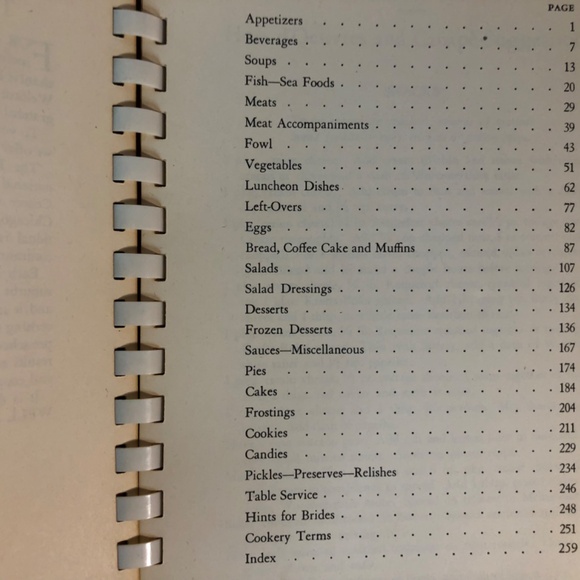 PAGE
Appetizers . . . . . . . . . . . . 1
Beverages . . . . . . . . . . . . 7
Soups . . . . . . . . . . . . 13
Fish—Sea Foods . . . . . . . . . . . 20
Meats . . . . . . . . . . . . 29
Meat Accompaniments . . . . . . . . . 39
Fowl . . . . . . . . . . . . 43
Vegetables . . . . . . . . . . . . 51
Luncheon Dishes . . . . . . . . . . 62
Left-Overs . . . . . . . . . . . . 77
Eggs . . . . . . . . . . . . 82
Bread, Coffee Cake and Muffins . . . . . . . 87
Salads . . . . . . . . . . . . 107
Salad Dressings . . . . . . . . . . . 126
Desserts . . . . . . . . . . . . 134
Frozen Desserts . . . . . . . . . . . 136
Sauces—Miscellaneous . . . . . . . . . 167
Pies . . . . . . . . . . . . 174
Cakes . . . . . . . . . . . . 184
Frostings . . . . . . . . . . . . 204
Cookies . . . . . . . . . . . . 211
Candies . . . . . . . . . . . . 229
Pickles—Preserves—Relishes . . . . . . . . 234
Table Service . . . . . . . . . . . 246
Hints for Brides . . . . . . . . . . . 248
Cookery Terms . . . . . . . . . . . 251
Index . . . . . . . . . . . . 259